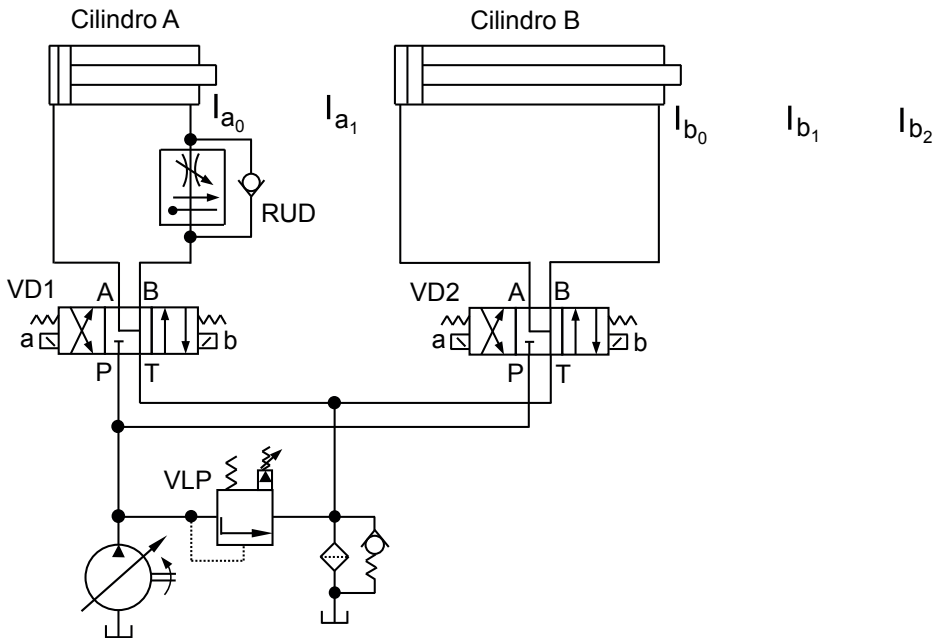 Cilindro A
Cilindro B
Ia0
Ia1
Ib0
Ib1
Ib2
RUD
VD1
A B
VD2
A B
a
b
a
b
P T
P T
VLP